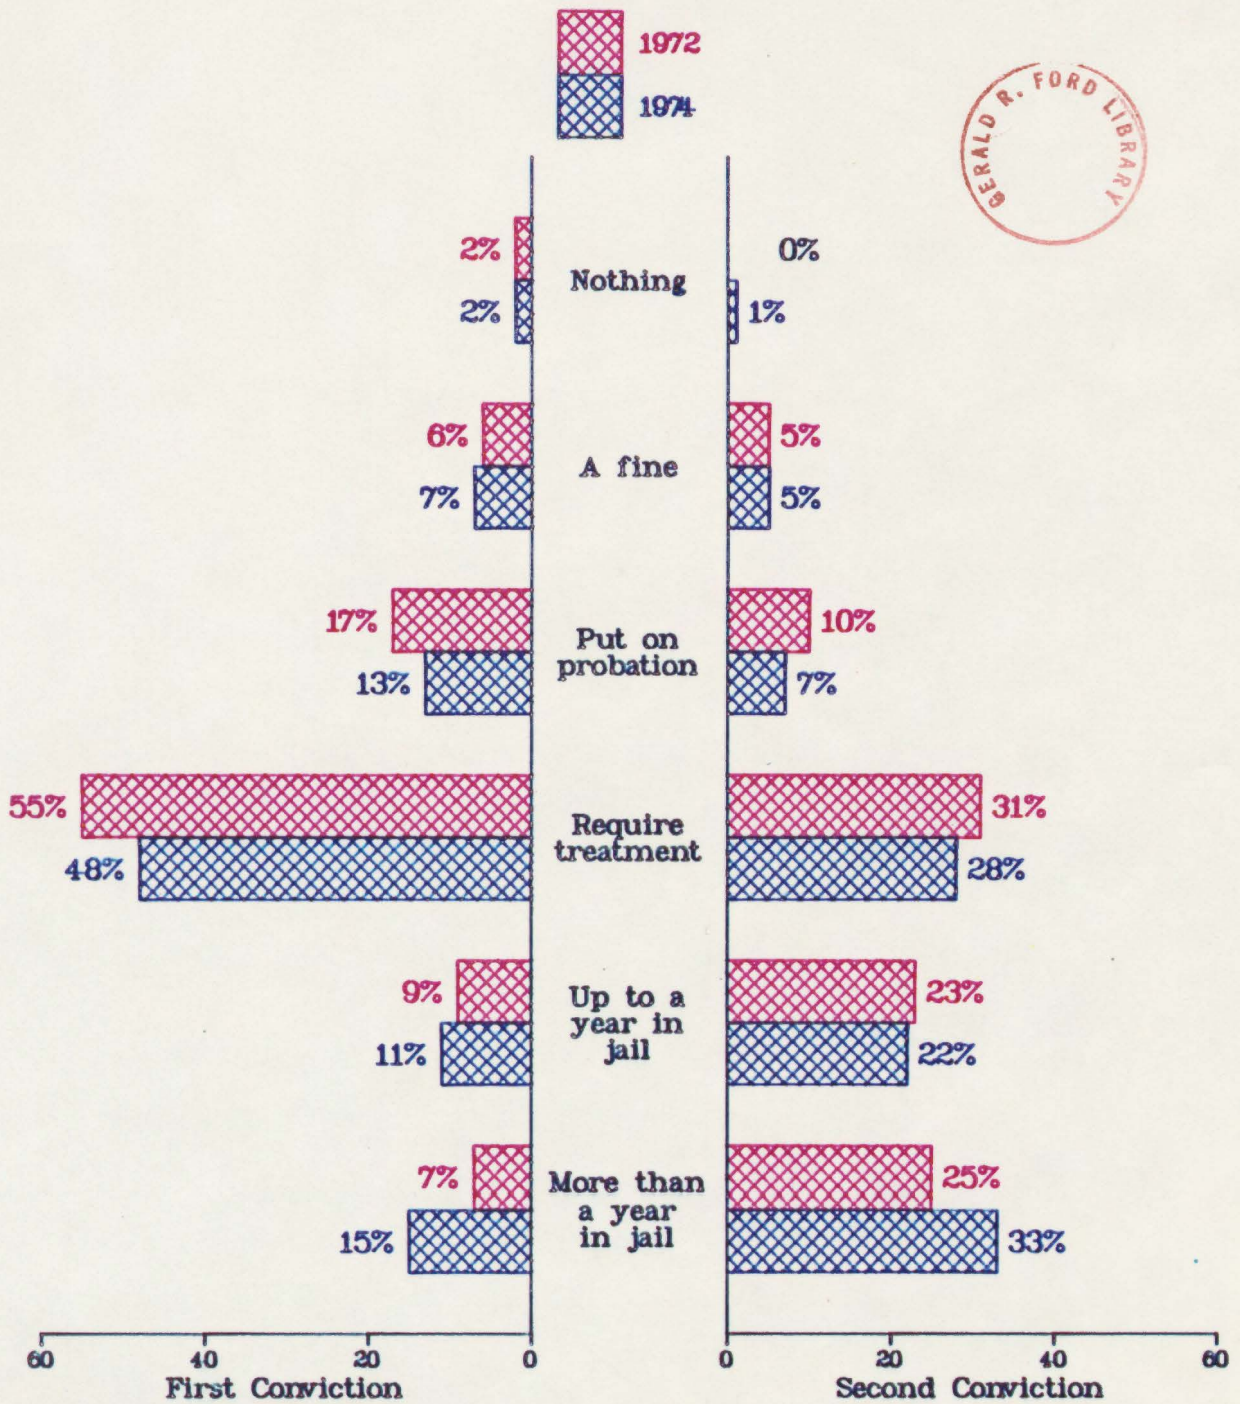 1972
1974
GERALD R. FORD LIBRARY
2%
2%
Nothing
0%
1%
6%
7%
A fine
5%
5%
17%
13%
Put on
probation
10%
7%
55%
48%
Require
treatment
31%
28%
9%
11%
Up to a
year in
jail
23%
22%
7%
15%
More than
a year
in jail
25%
33%
60 40 20 0
First Conviction
0 20 40 60
Second Conviction